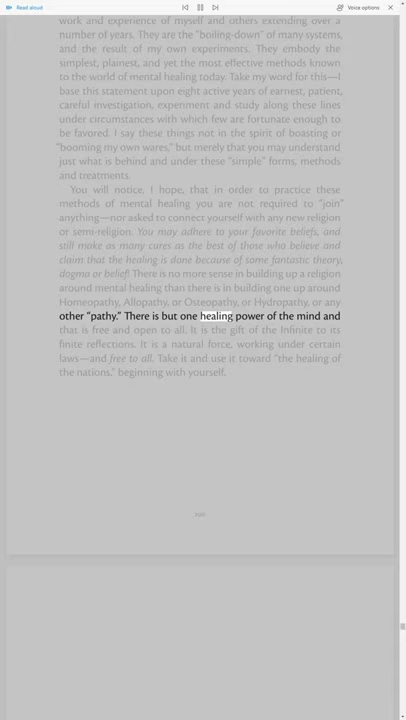 Read aloud
Voice options
work and experience of myself and others extending over a
number of years. They are the "boiling-down" of many systems,
and the result of my own experiments. They embody the
simplest, plainest, and yet the most effective methods known
to the world of mental healing today. Take my word for this—I
base this statement upon eight active years of earnest, patient,
careful investigation, experiment and study along these lines
under circumstances with which few are fortunate enough to
be favored. I say these things not in the spirit of boasting or
"booming my own wares," but merely that you may understand
just what is behind and under these "simple" forms, methods
and treatments.
You will notice, I hope, that in order to practice these
methods of mental healing you are not required to "join"
anything—nor asked to connect yourself with any new religion
or semi-religion. You may adhere to your favorite beliefs, and
still make as many cures as the best of those who believe and
claim that the healing is done because of some fantastic theory,
dogma or belief! There is no more sense in building up a religion
around mental healing than there is in building one up around
Homeopathy, Allopathy, or Osteopathy, or Hydropathy, or any
other "pathy." There is but one healing power of the mind and
that is free and open to all. It is the gift of the Infinite to its
finite reflections. It is a natural force, working under certain
laws—and free to all. Take it and use it toward "the healing of
the nations," beginning with yourself.